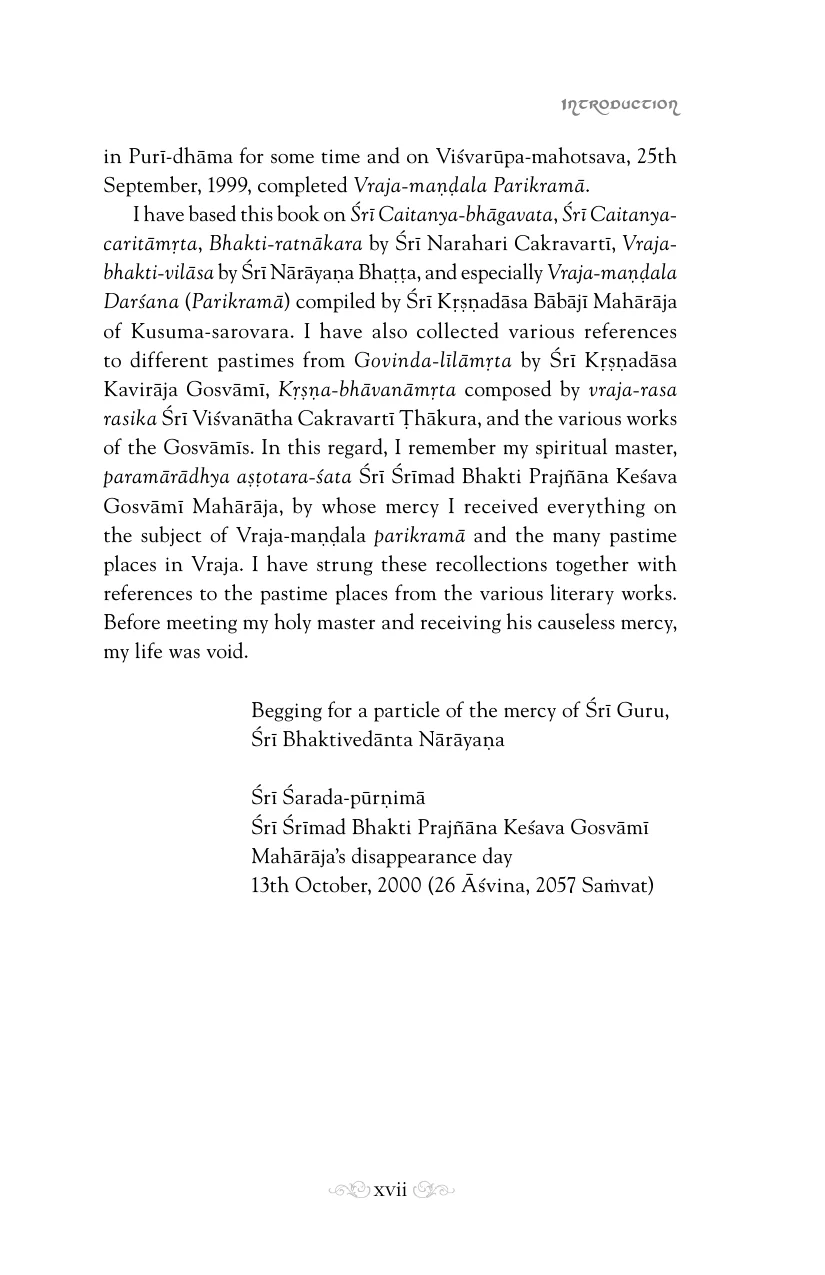 Introduction
in Purī-dhāma for some time and on Viśvarūpa-mahotsava, 25th
September, 1999, completed Vraja-maṇḍala Parikramā.
I have based this book on Śrī Caitanya-bhāgavata, Śrī Caitanya-
caritāmṛta, Bhakti-ratnākara by Śrī Narahari Cakravartī, Vraja-
bhakti-vilāsa by Śrī Nārāyaṇa Bhaṭṭa, and especially Vraja-maṇḍala
Darśana (Parikramā) compiled by Śrī Kṛṣṇadāsa Bābājī Mahārāja
of Kusuma-sarovara. I have also collected various references
to different pastimes from Govinda-līlāmṛta by Śrī Kṛṣṇadāsa
Kavirāja Gosvāmī, Kṛṣṇa-bhāvanāmṛta composed by vraja-rasa
rasika Śrī Viśvanātha Cakravartī Ṭhākura, and the various works
of the Gosvāmīs. In this regard, I remember my spiritual master,
paramārādhya aṣṭotara-śata Śrī Śrīmad Bhakti Prajñāna Keśava
Gosvāmī Mahārāja, by whose mercy I received everything on
the subject of Vraja-maṇḍala parikramā and the many pastime
places in Vraja. I have strung these recollections together with
references to the pastime places from the various literary works.
Before meeting my holy master and receiving his causeless mercy,
my life was void.
Begging for a particle of the mercy of Śrī Guru,
Śrī Bhaktivedānta Nārāyaṇa
Śrī Śarada-pūrṇimā
Śrī Śrīmad Bhakti Prajñāna Keśava Gosvāmī
Mahārāja’s disappearance day
13th October, 2000 (26 Āśvina, 2057 Saṁvat)
xvii